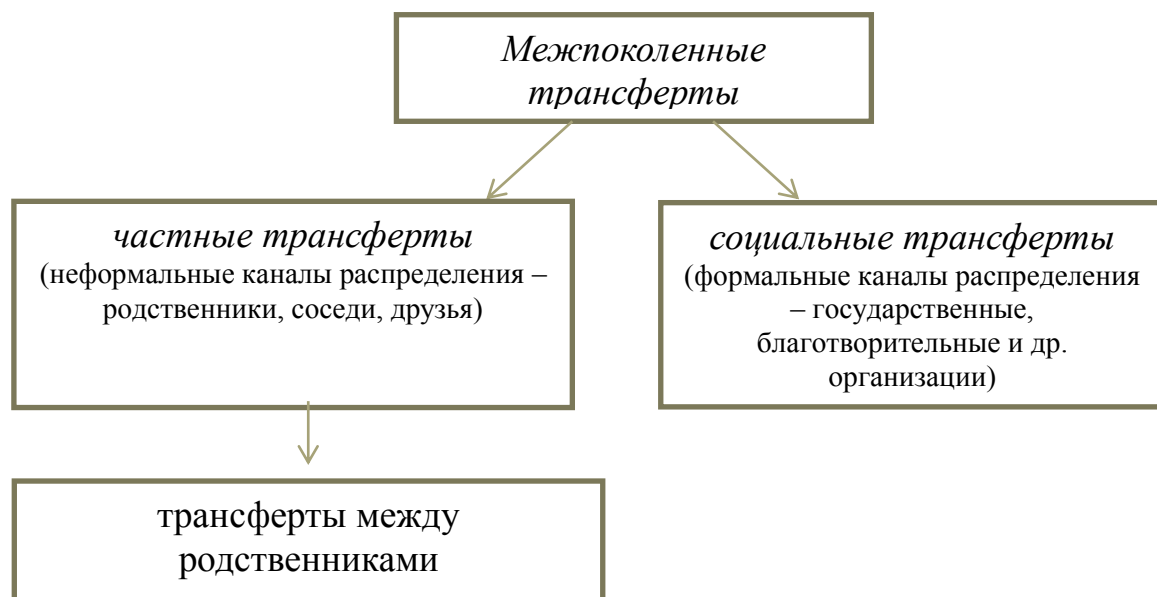 Межпоколенные
трансферты
частные трансферты
(неформальные каналы распределения –
родственники, соседи, друзья)
социальные трансферты
(формальные каналы распределения
– государственные,
благотворительные и др.
организации)
трансферты между
родственниками